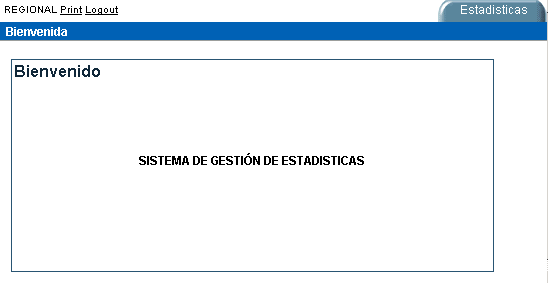 REGIONAL Print Logout
Estadisticas
Bienvenida
Bienvenido
SISTEMA DE GESTIÓN DE ESTADISTICAS